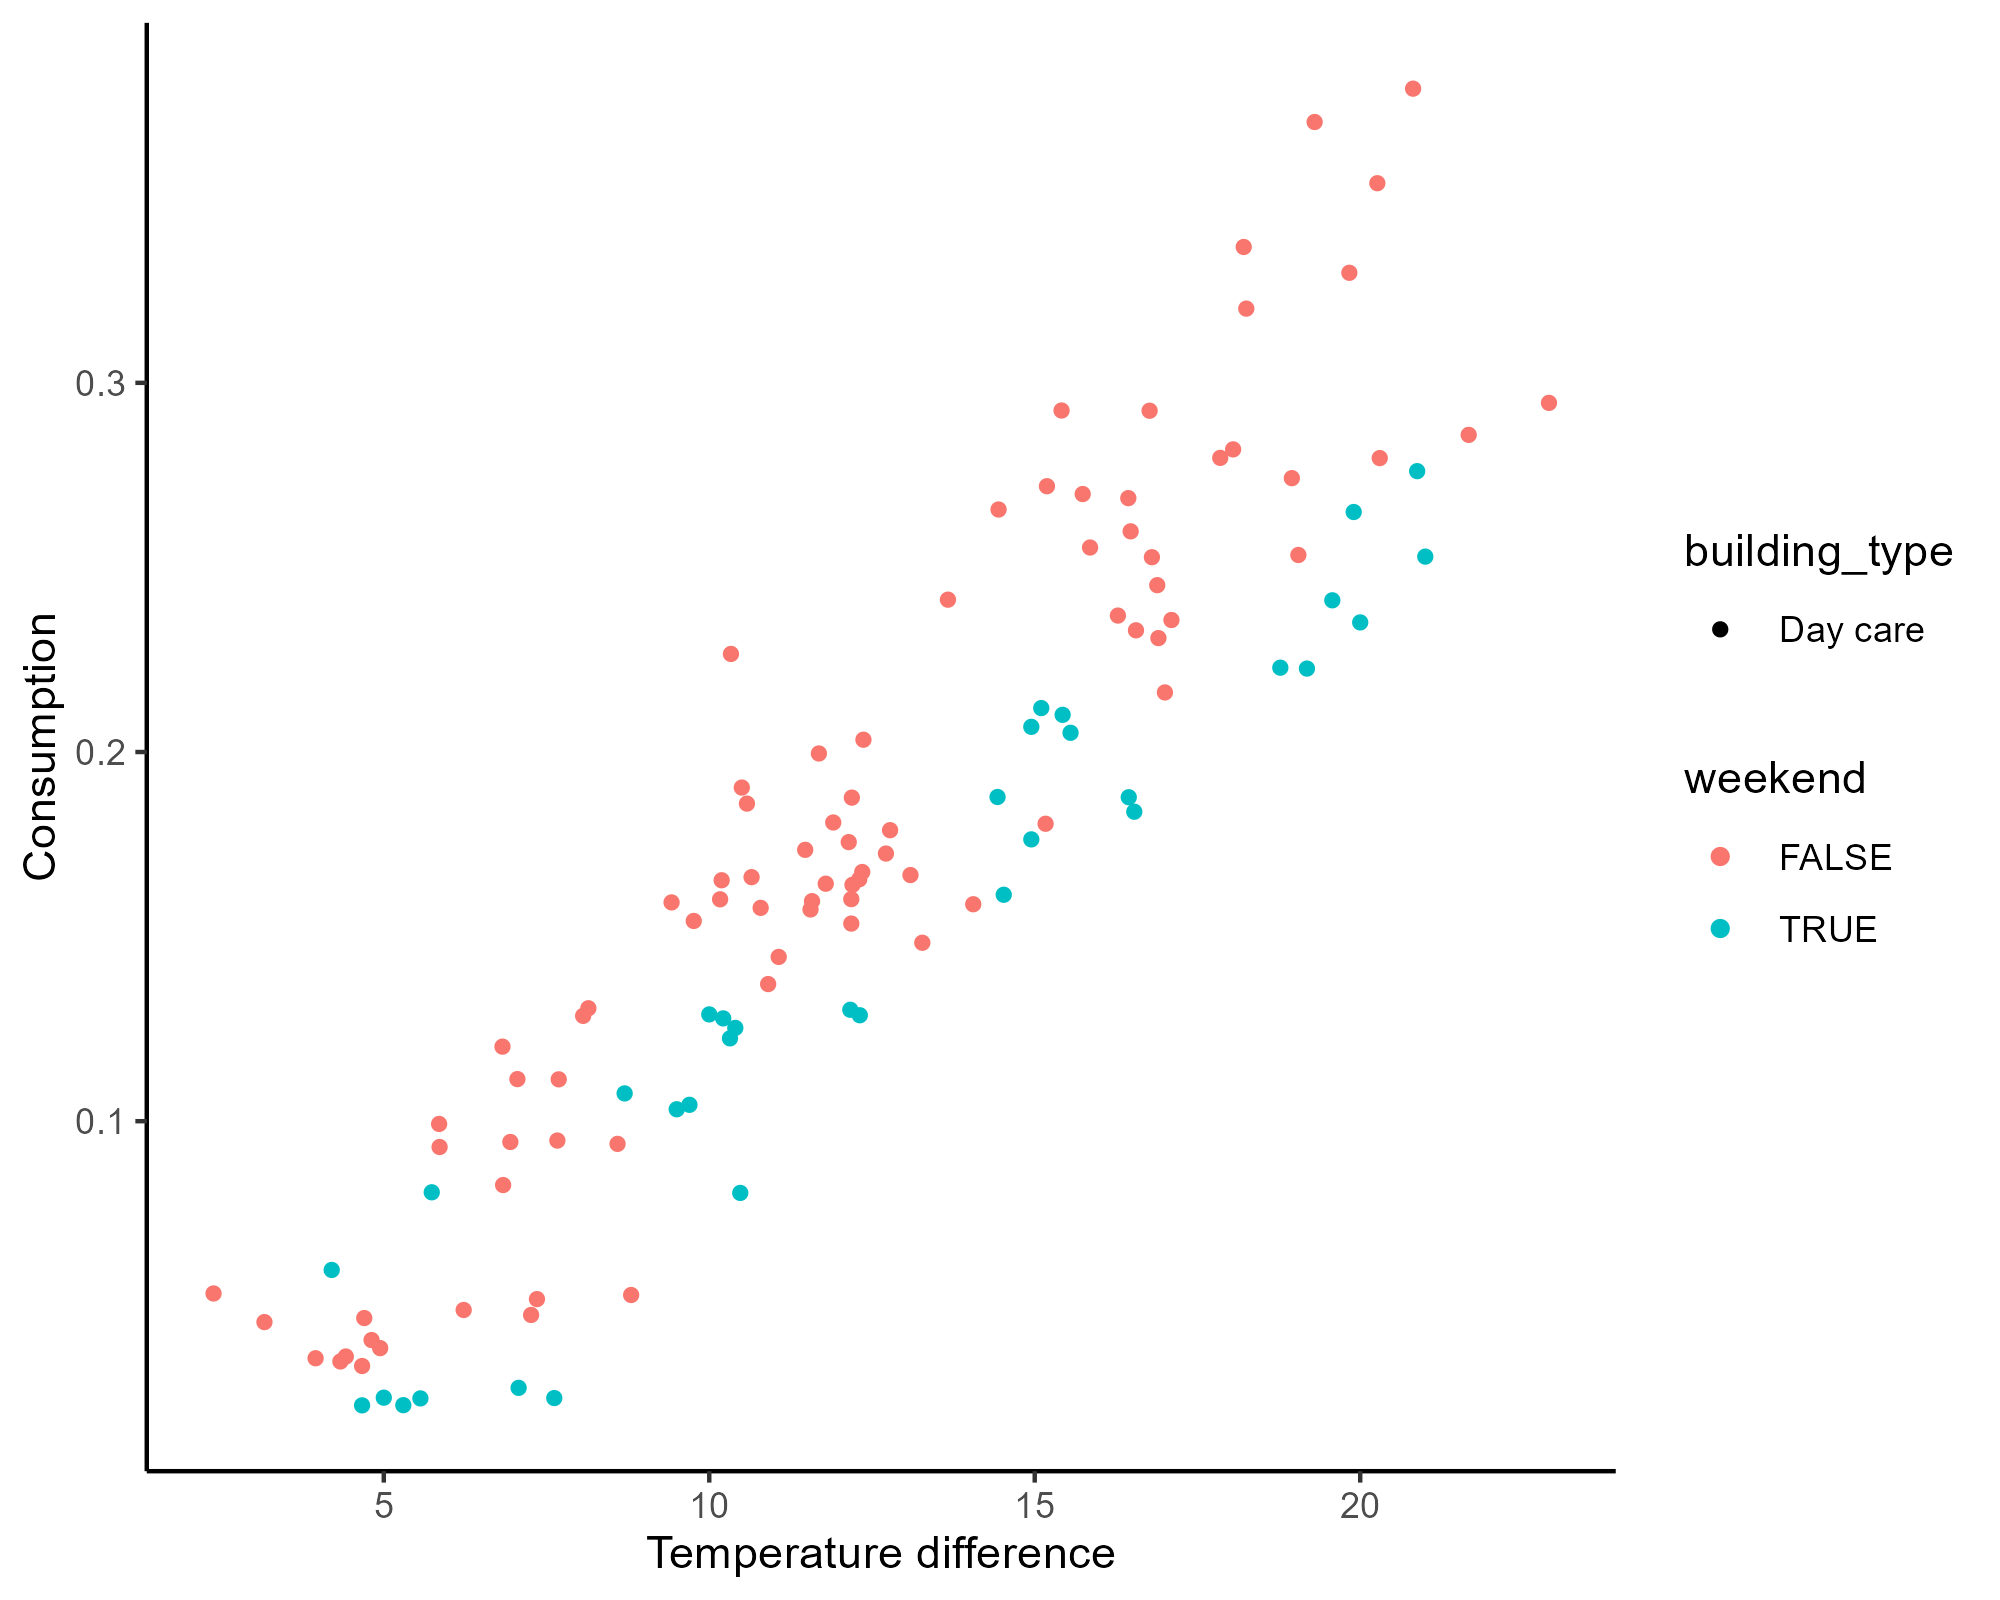 Consumption
0.3
0.2
0.1
5
10
15
20
Temperature difference
building_type
Day care
weekend
FALSE
TRUE